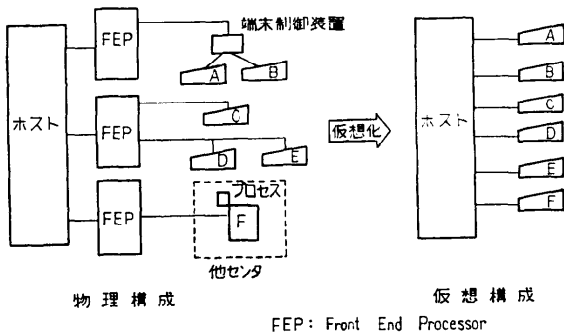 端末制御装置
FEP
A
B
A
B
C
C
ホスト
FEP
仮想化
ホスト
D
D
E
E
プロセス
FEP
F
F
他センタ
物理構成
仮想構成
FEP: Front End Processor